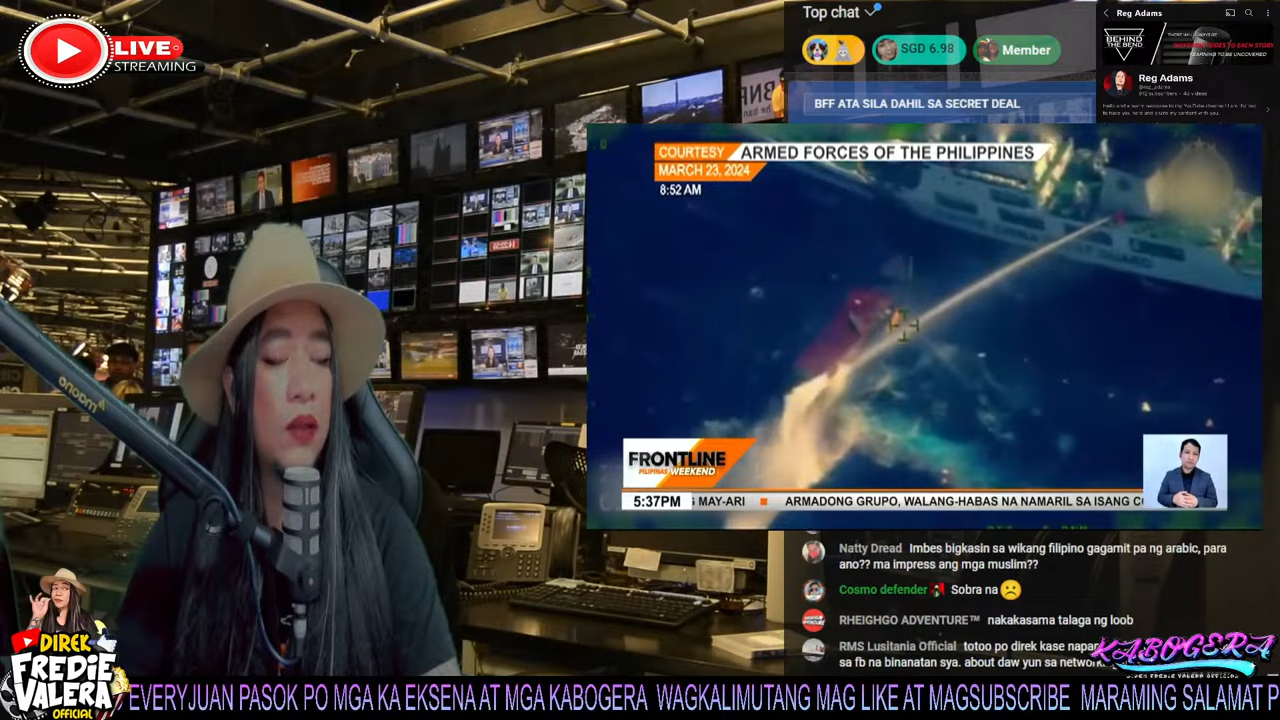 LIVE
STREAMING
Top chat
SGD 6.98
Member
BFF ATA SILA DAHIL SA SECRET DEAL
Reg Adams
BEHIND
THE BEND
Reg Adams
COURTESY
ARMED FORCES OF THE PHILIPPINES
MARCH 23, 2024
8:52 AM
maono
FRONTLINE
PILIPINAS WEEKEND
5:37PM
MAY-ARI ARMADONG GRUPO, WALANG-HABAS NA NAMARIL SA ISANG
Natty Dread Imbes bigkasin sa wikang filipino gagamit pa ng arabic, para
ano?? ma impress ang mga muslim??
Cosmo defender Sobra na
RHEIGHGO ADVENTURE™ nakakasama talaga ng loob
RMS Lusitania Official totoo po direk kase
sa fb na binanatan sya. about daw yun sa
KABOGERA
DIREK
FREDIE
VALERA
OFFICIAL
EVERYJUAN PASOK PO MGA KA EKSENA AT MGA KABOGERA WAGKALIMUTANG MAG LIKE AT MAGSUBSCRIBE MARAMING SALAMAT P